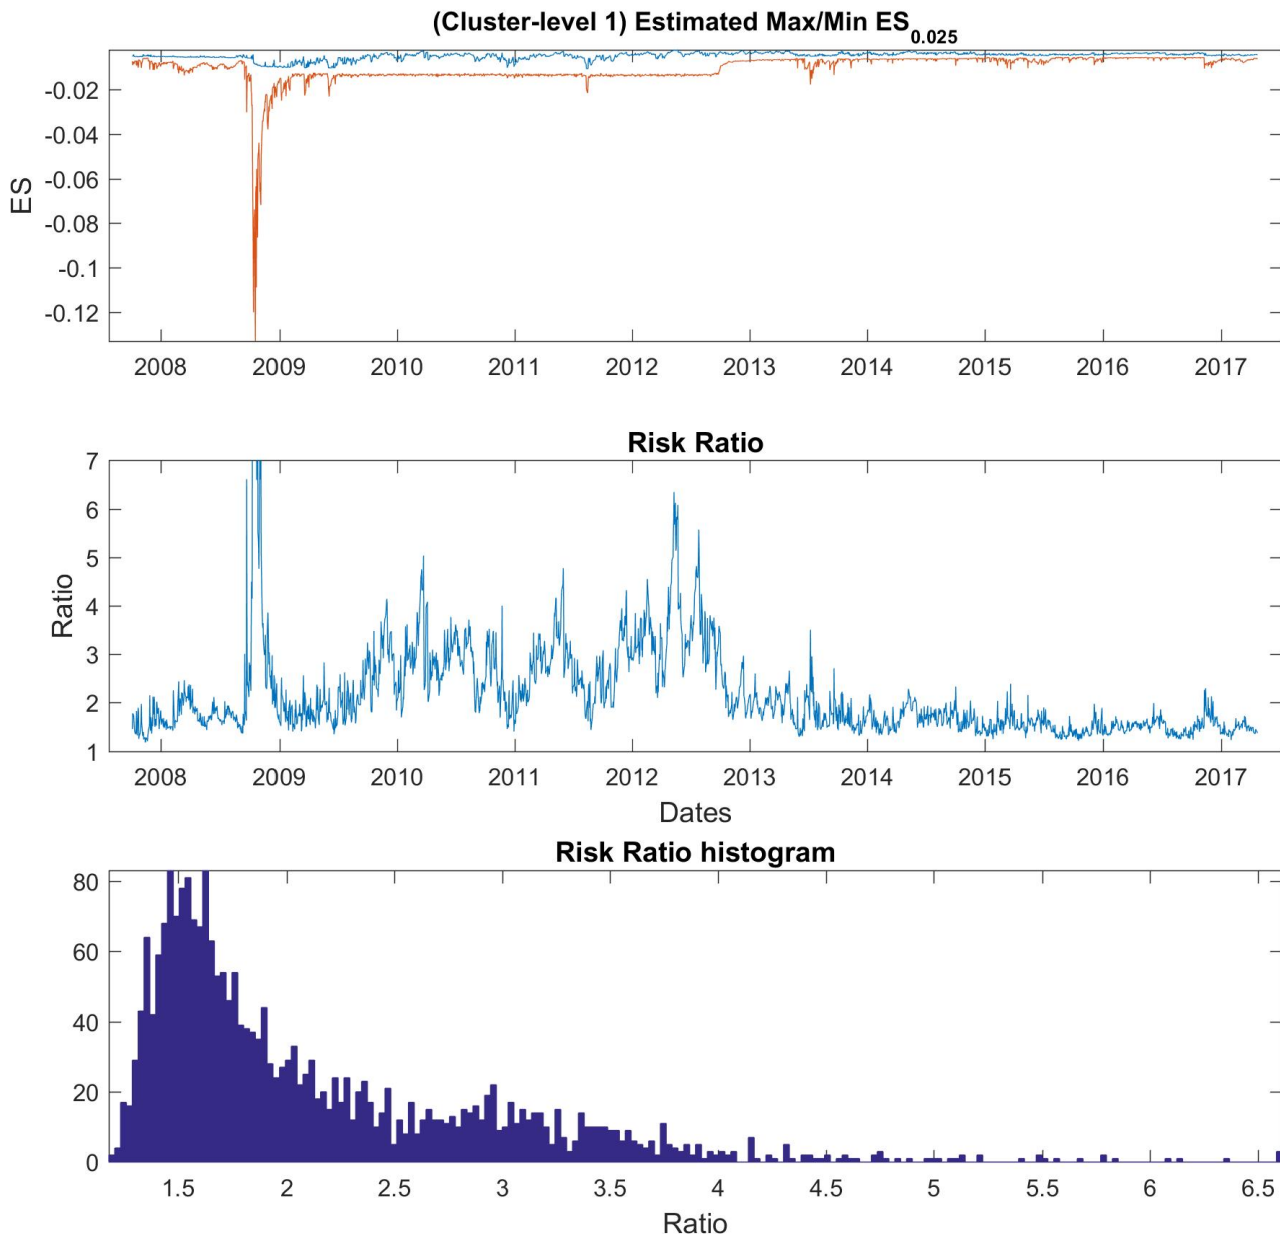 (Cluster-level 1) Estimated Max/Min ES0.025
-0.02
-0.04
-0.06
-0.08
-0.1
-0.12
ES
2008 2009 2010 2011 2012 2013 2014 2015 2016 2017
Risk Ratio
7
6
5
4
3
2
1
Ratio
2008 2009 2010 2011 2012 2013 2014 2015 2016 2017
Dates
Risk Ratio histogram
80
60
40
20
0
1.5 2 2.5 3 3.5 4 4.5 5 5.5 6 6.5
Ratio